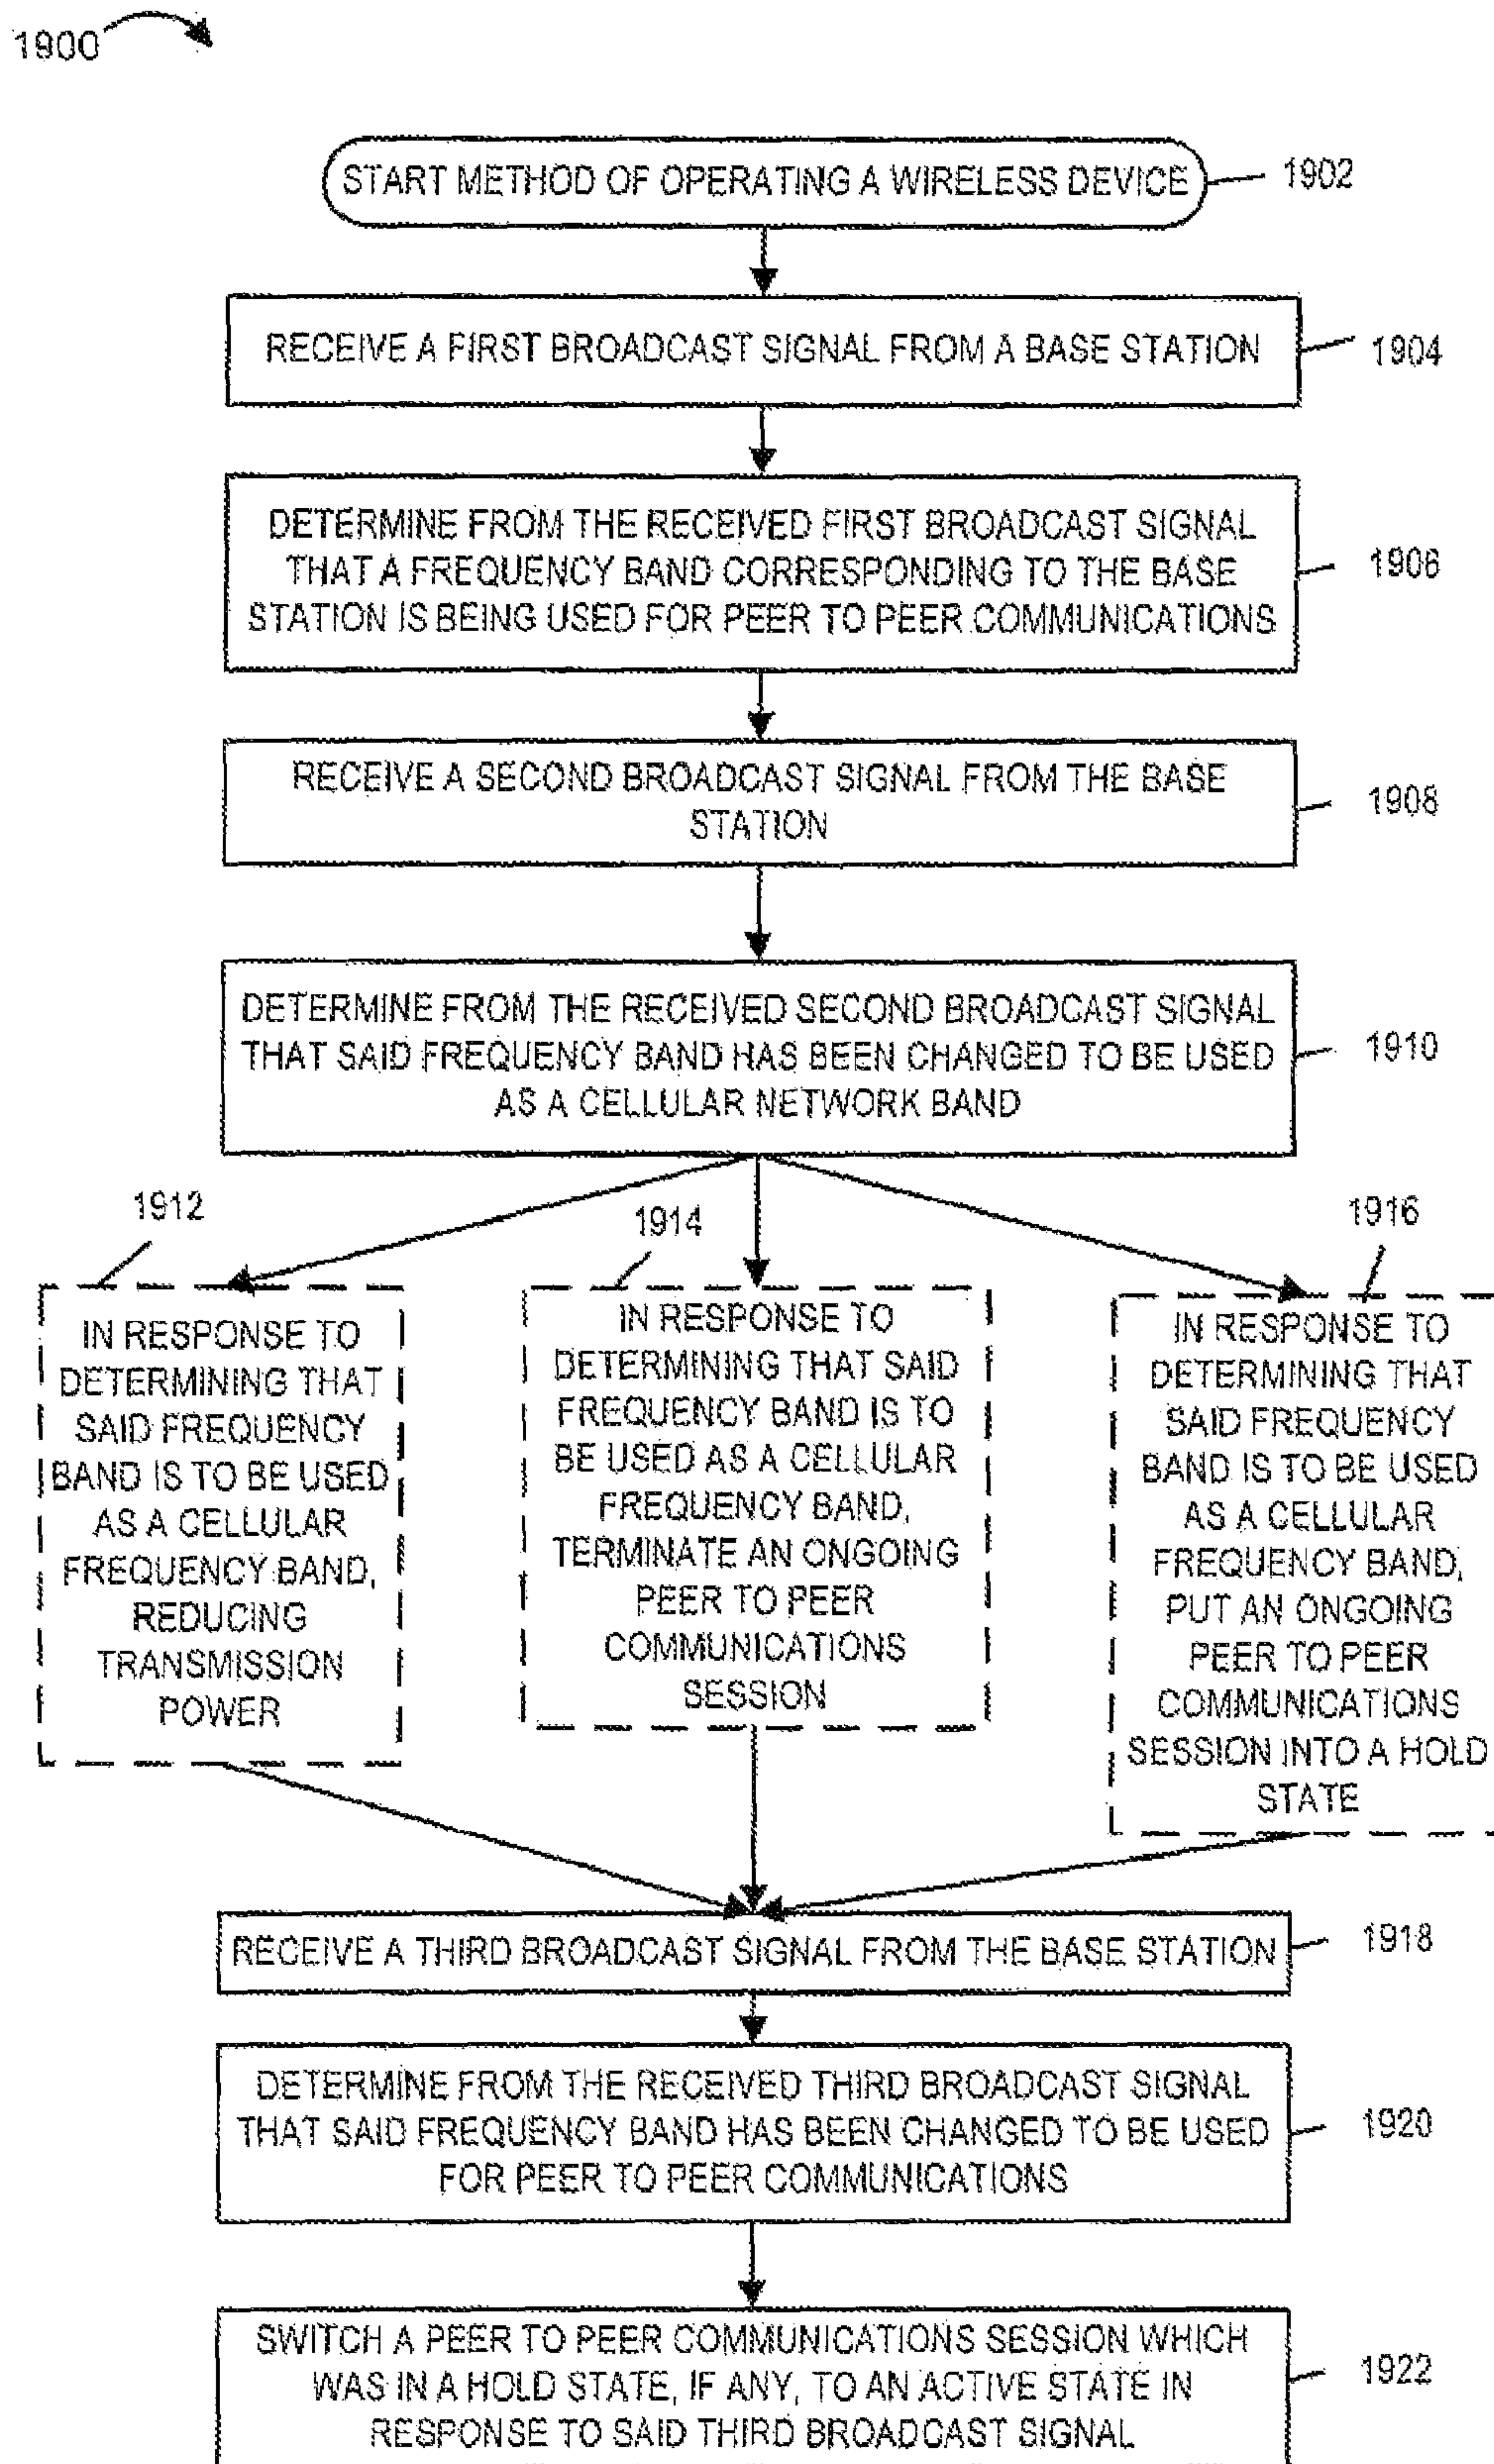 1900
START METHOD OF OPERATING A WIRELESS DEVICE
1902
RECEIVE A FIRST BROADCAST SIGNAL FROM A BASE STATION
1904
DETERMINE FROM THE RECEIVED FIRST BROADCAST SIGNAL
THAT A FREQUENCY BAND CORRESPONDING TO THE BASE
STATION IS BEING USED FOR PEER TO PEER COMMUNICATIONS
1906
RECEIVE A SECOND BROADCAST SIGNAL FROM THE BASE
STATION
1908
DETERMINE FROM THE RECEIVED SECOND BROADCAST SIGNAL
THAT SAID FREQUENCY BAND HAS BEEN CHANGED TO BE USED
AS A CELLULAR NETWORK BAND
1910
1912
IN RESPONSE TO
DETERMINING THAT
SAID FREQUENCY
BAND IS TO BE USED
AS A CELLULAR
FREQUENCY BAND,
REDUCING
TRANSMISSION
POWER
1914
IN RESPONSE TO
DETERMINING THAT SAID
FREQUENCY BAND IS TO
BE USED AS A CELLULAR
FREQUENCY BAND,
TERMINATE AN ONGOING
PEER TO PEER
COMMUNICATIONS
SESSION
1916
IN RESPONSE TO
DETERMINING THAT
SAID FREQUENCY
BAND IS TO BE USED
AS A CELLULAR
FREQUENCY BAND,
PUT AN ONGOING
PEER TO PEER
COMMUNICATIONS
SESSION INTO A HOLD
STATE
RECEIVE A THIRD BROADCAST SIGNAL FROM THE BASE STATION
1918
DETERMINE FROM THE RECEIVED THIRD BROADCAST SIGNAL
THAT SAID FREQUENCY BAND HAS BEEN CHANGED TO BE USED
FOR PEER TO PEER COMMUNICATIONS
1920
SWITCH A PEER TO PEER COMMUNICATIONS SESSION WHICH
WAS IN A HOLD STATE, IF ANY, TO AN ACTIVE STATE IN
RESPONSE TO SAID THIRD BROADCAST SIGNAL
1922